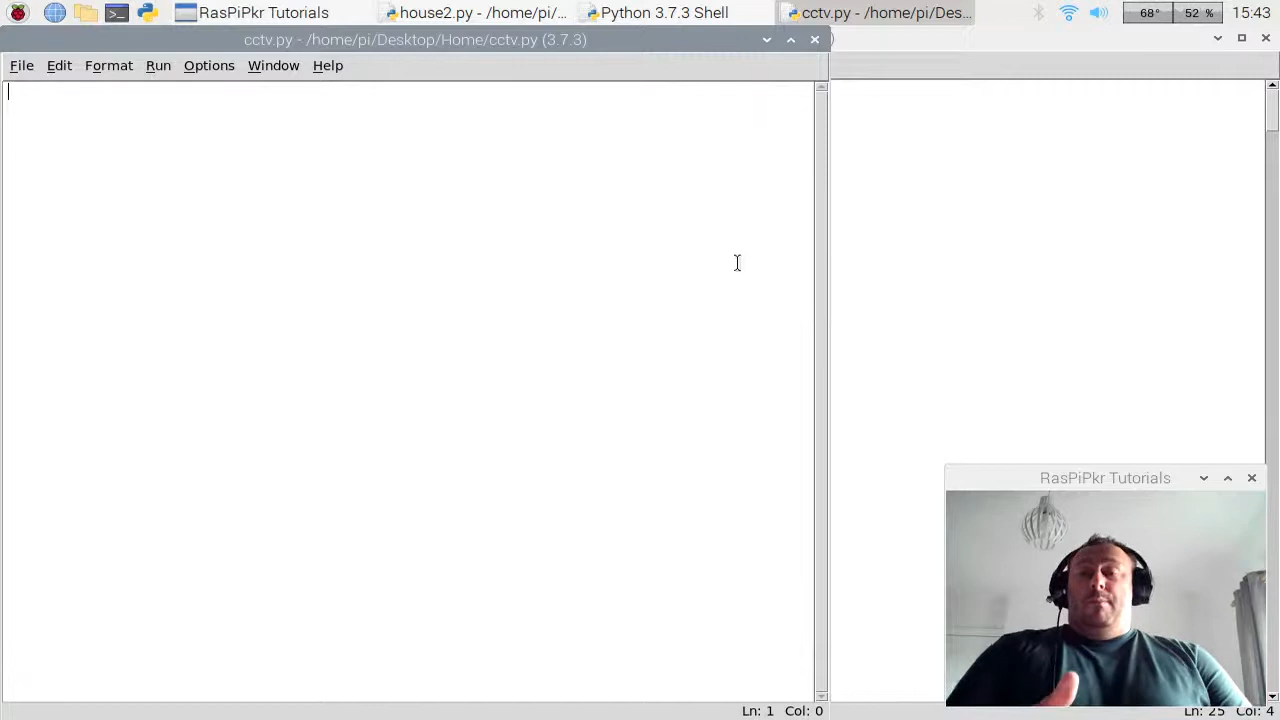 RasPiPkr Tutorials
house2.py - /home/pi/...
Python 3.7.3 Shell
cctv.py - /home/pi/Des...
68°
52 %
15:43
cctv.py - /home/pi/Desktop/Home/cctv.py (3.7.3)
)
File Edit Format Run Options Window Help
RasPiPkr Tutorials
Ln: 1 Col: 0
Ln: 25 Col: 4